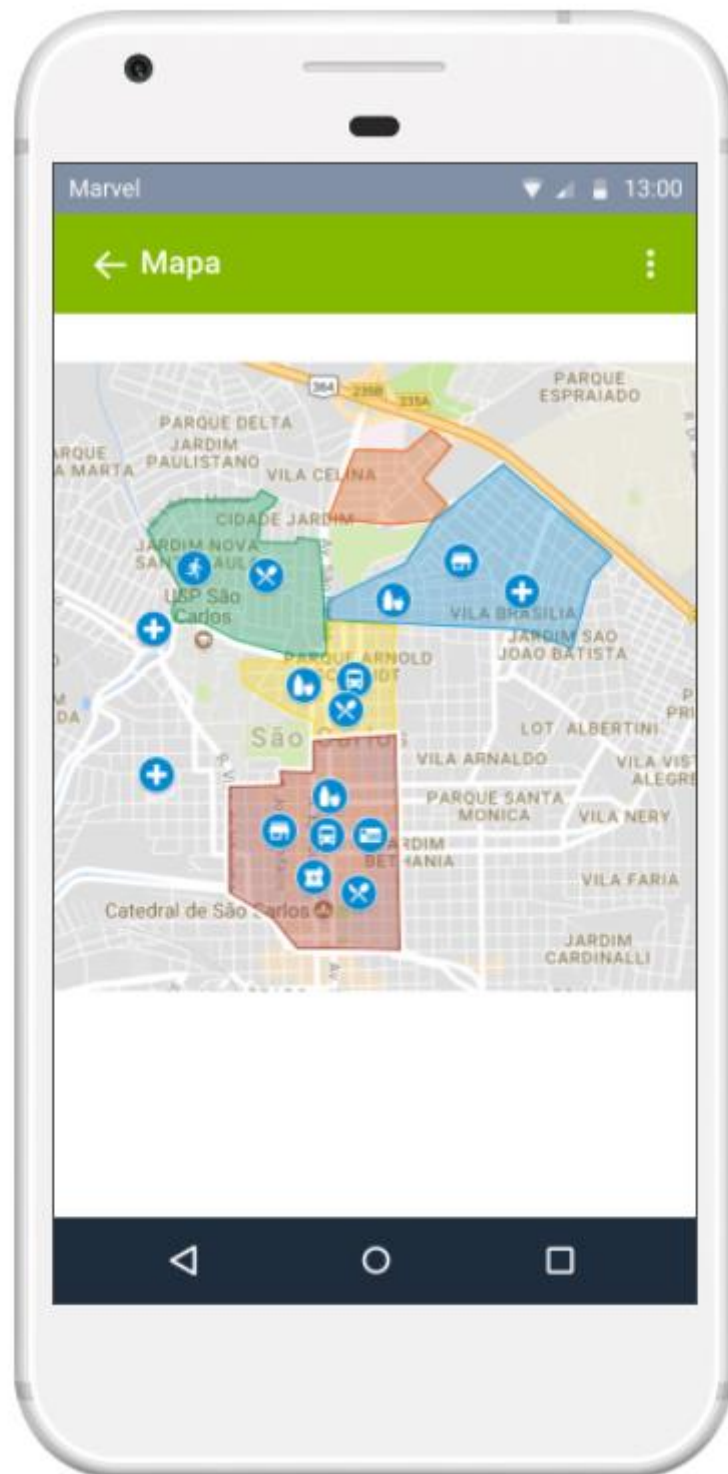 Marvel 13:00
Mapa
PARQUE
ESPRAIADO
364 235B 235A
PARQUE DELTA
JARDIM
PAULISTANO
VILA CELINA
CIDADE JARDIM
JARDIM NOVA
USP São
Carlos
VILA BRASILIA
JARDIM SAO
JOAO BATISTA
PARQUE ARNOLD
LOT ALBERTINI
São
VILA ARNALDO
PARQUE SANTA
MONICA
VILA NERY
VILA FARIA
Catedral de São Carlos
JARDIM
CARDINALLI